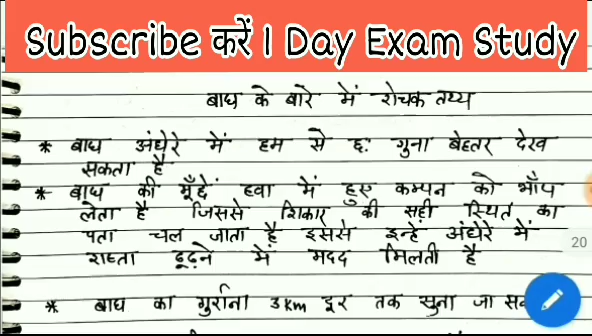 Subscribe करें 1 Day Exam Study
बाघ के बारे में रोचक तथ्य
* बाघ अंधेरे में हम से छः गुना बेहतर देख
सकता है
* बाघ की मूँछें हवा में हुए कम्पन को भाँप
लेता है जिससे शिकार की सही स्थित का
पता चल जाता है इससे इन्हें अंधेरे में
रास्ता ढूढ़ने में मदद मिलती है
20
* बाघ का गुर्राना 3km दूर तक सुना जा